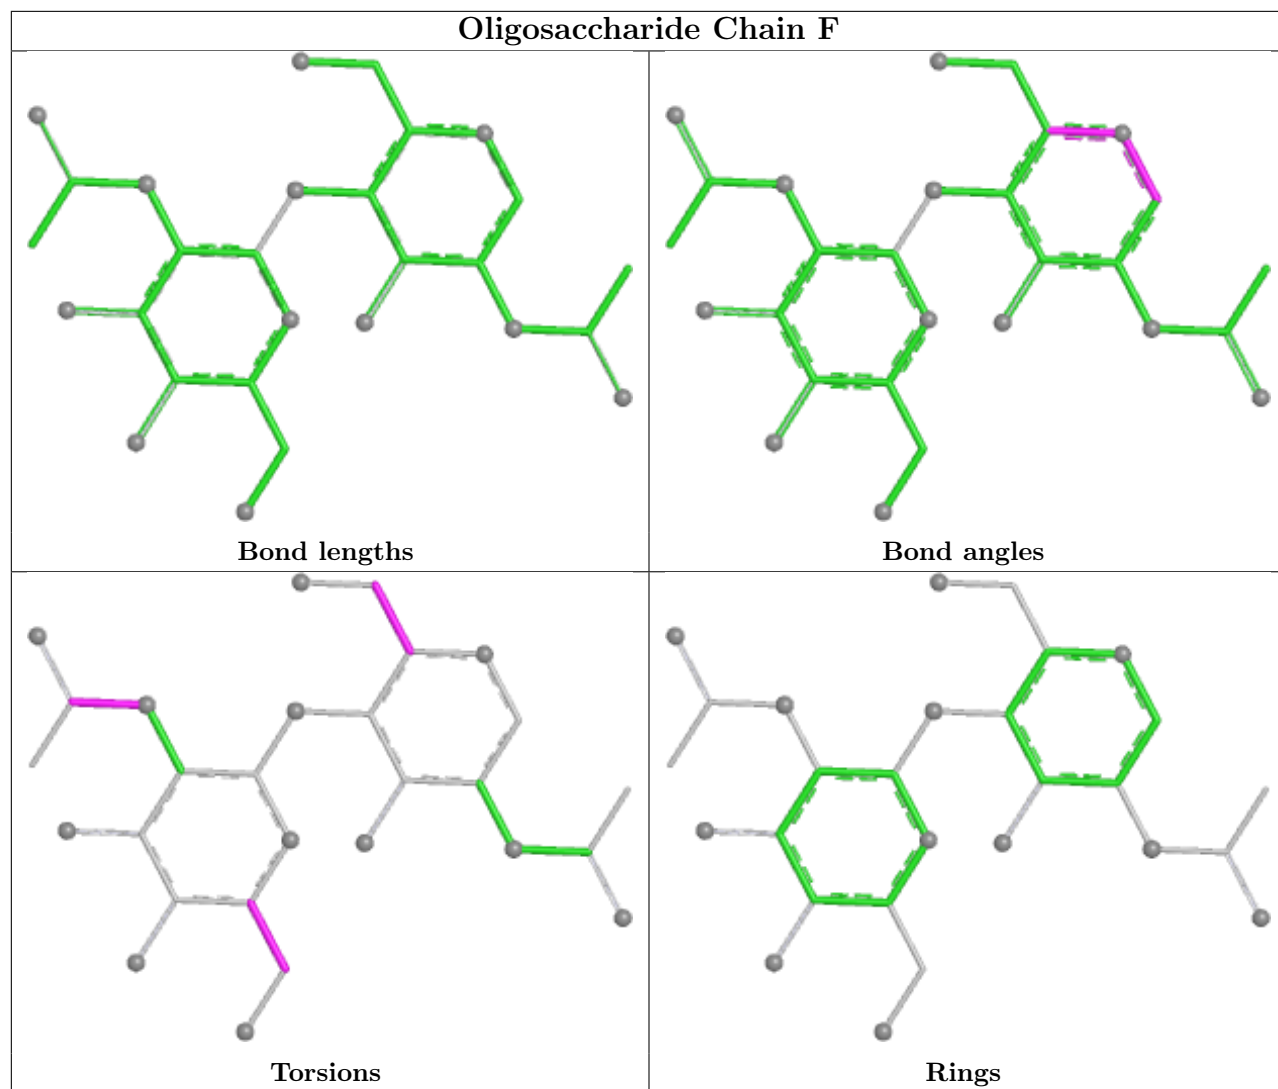 Oligosaccharide Chain F
Bond lengths
Bond angles
Torsions
Rings